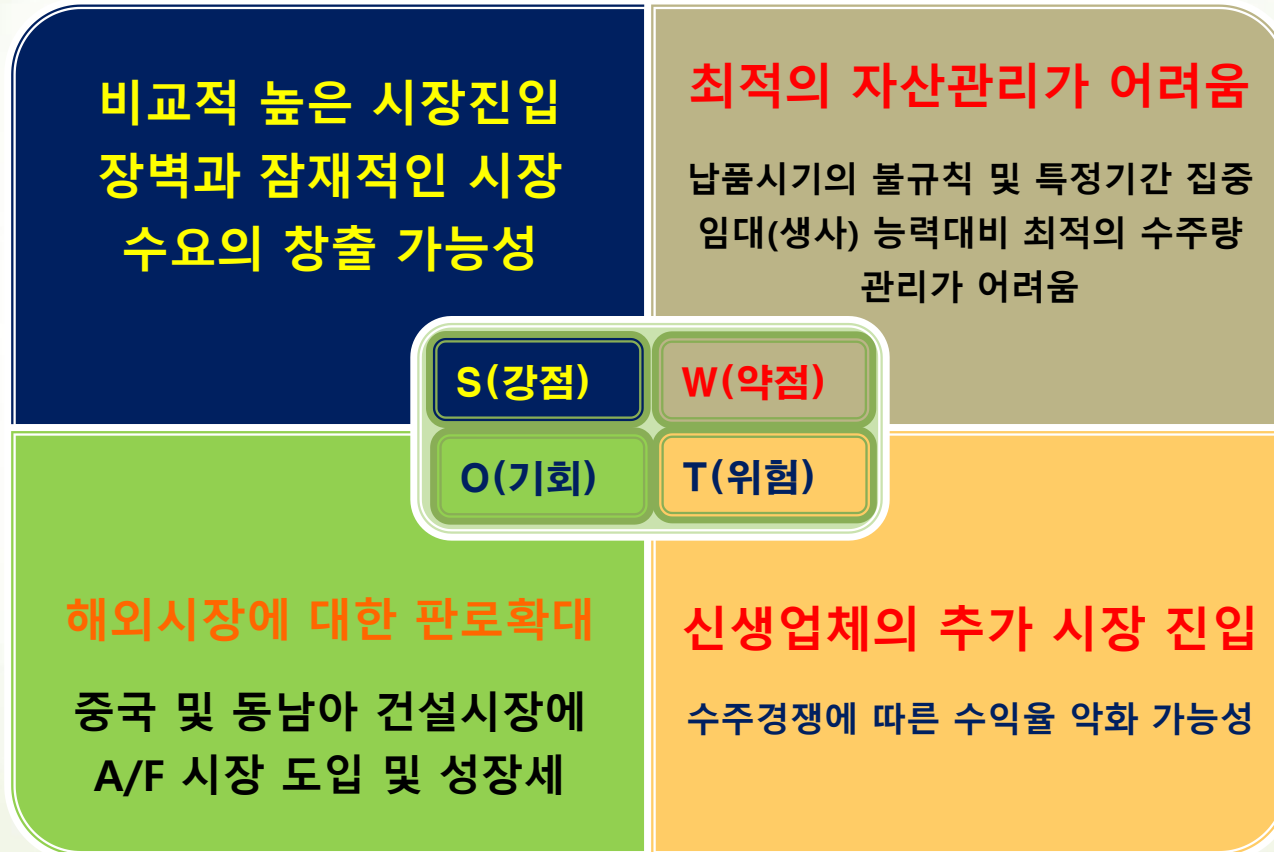 비교적 높은 시장진입
장벽과 잠재적인 시장
수요의 창출 가능성
최적의 자산관리가 어려움
납품시기의 불규칙 및 특정기간 집중
임대(생사) 능력대비 최적의 수주량
관리가 어려움
S(강점)
W(약점)
O(기회)
T(위험)
해외시장에 대한 판로확대
중국 및 동남아 건설시장에
A/F 시장 도입 및 성장세
신생업체의 추가 시장 진입
수주경쟁에 따른 수익율 악화 가능성